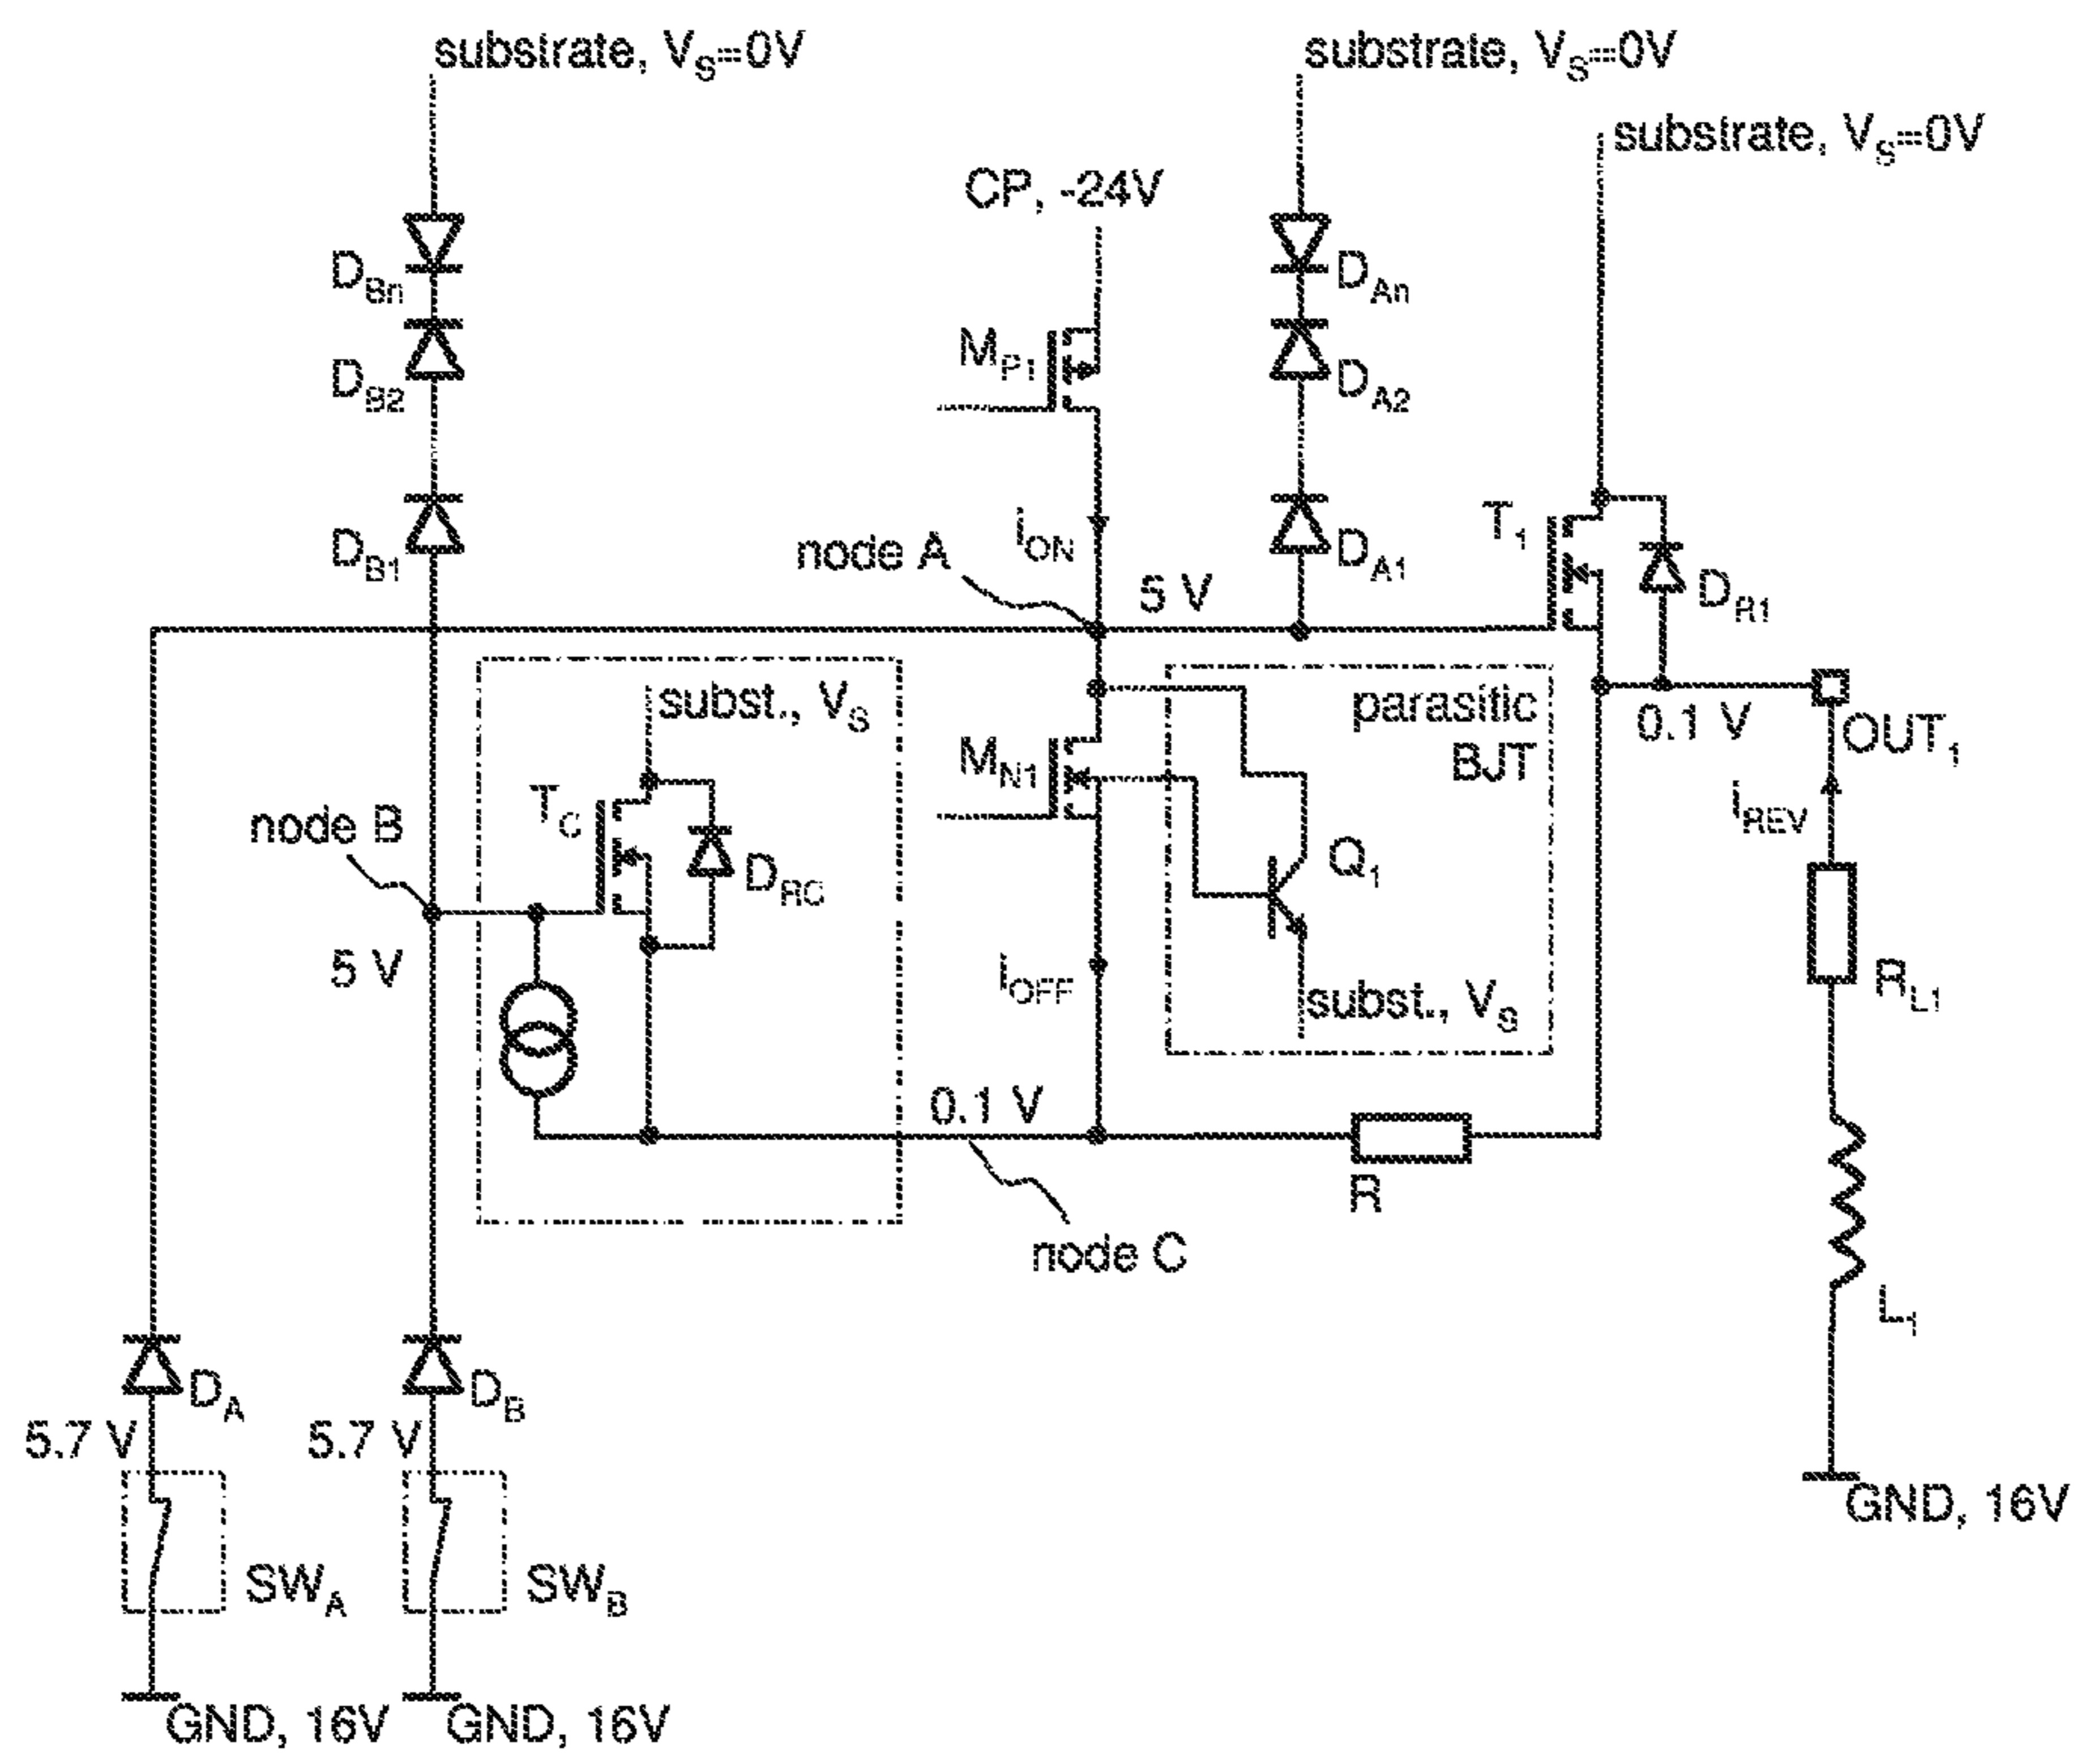 substrate, V_S=0V
substrate, V_S=0V
substrate, V_S=0V
CP, -24V
D_Bn
D_An
M_P1
D_B2
D_A2
T_1
i_ON
D_B1
node A
D_A1
5 V
D_R1
subst., V_S
parasitic
BJT
0.1 V
OUT_1
M_N1
T_C
node B
i_REV
D_RC
Q_1
5 V
i_OFF
subst., V_S
R_L1
0.1 V
R
node C
L_1
D_A
D_B
5.7 V
5.7 V
GND, 16V
SW_A
SW_B
GND, 16V
GND, 16V